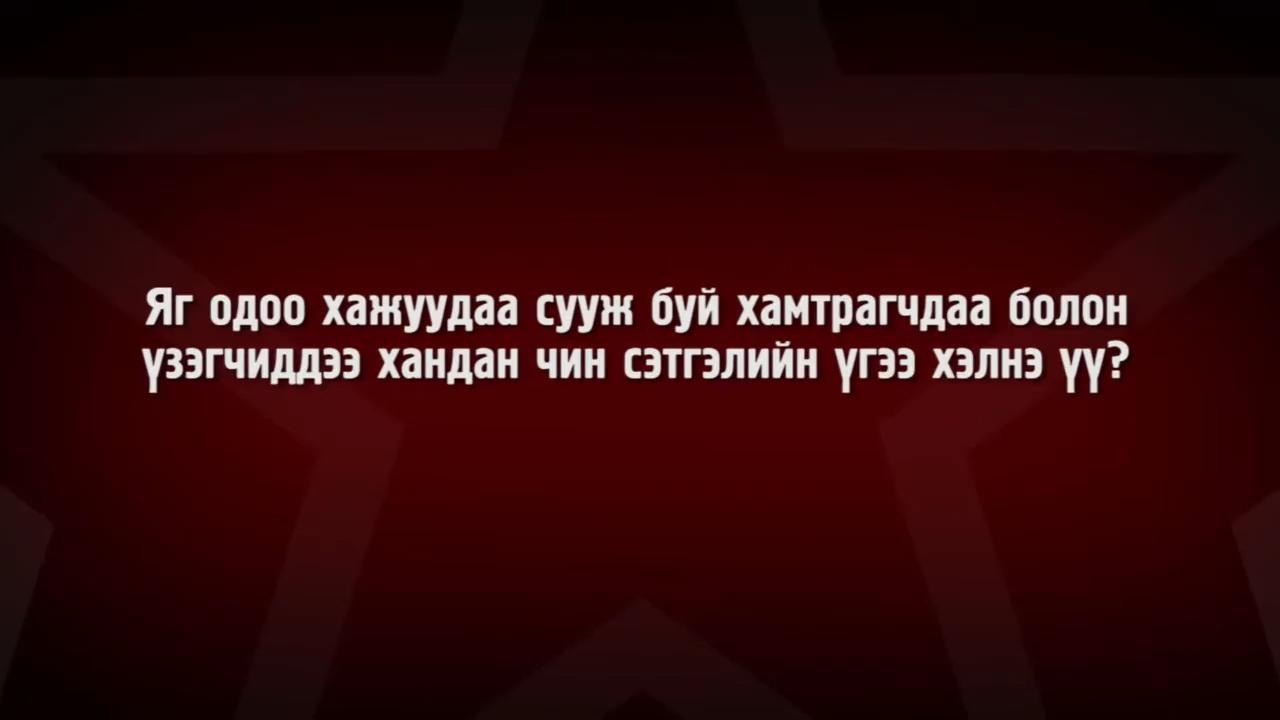 Яг одоо хажуудаа сууж буй хамтрагчдаа болон
үзэгчиддээ хандан чин сэтгэлийн үгээ хэлнэ үү?